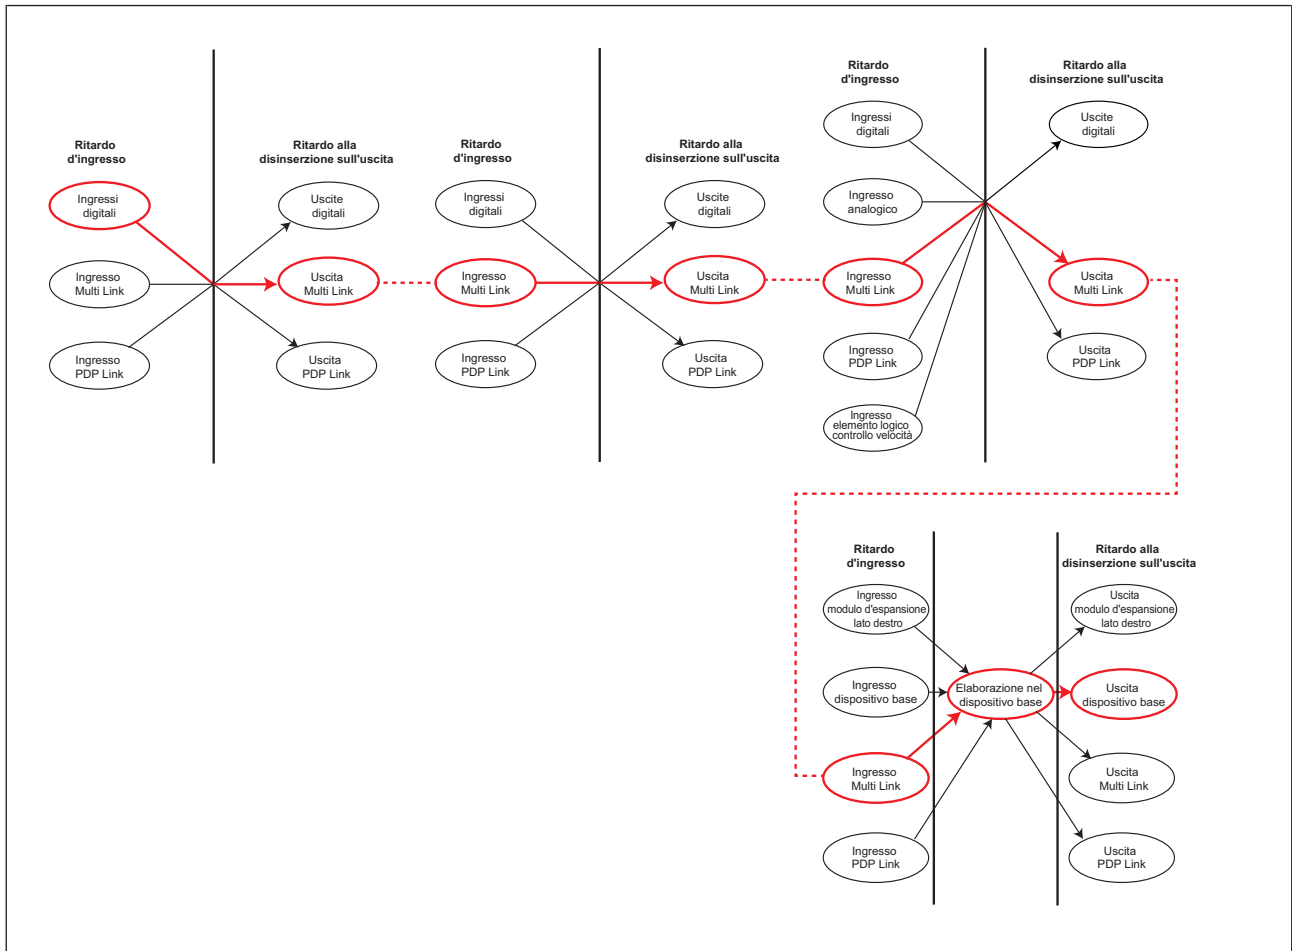 Ritardo
d'ingresso
Ingressi
digitali
Ingresso
Multi Link
Ingresso
PDP Link
Ritardo alla
disinserzione sull'uscita
Uscite
digitali
Uscita
Multi Link
Uscita
PDP Link
Ritardo
d'ingresso
Ingressi
digitali
Ingresso
Multi Link
Ingresso
PDP Link
Ritardo alla
disinserzione sull'uscita
Uscite
digitali
Uscita
Multi Link
Uscita
PDP Link
Ritardo
d'ingresso
Ingressi
digitali
Ingresso
analogico
Ingresso
Multi Link
Ingresso
PDP Link
Ingresso
elemento logico
controllo velocità
Ritardo alla
disinserzione sull'uscita
Uscite
digitali
Uscita
Multi Link
Uscita
PDP Link
Ritardo
d'ingresso
Ingresso
modulo d'espansione
lato destro
Ingresso
dispositivo base
Ingresso
Multi Link
Ingresso
PDP Link
Elaborazione nel
dispositivo base
Ritardo alla
disinserzione sull'uscita
Uscita
modulo d'espansione
lato destro
Uscita
dispositivo base
Uscita
Multi Link
Uscita
PDP Link